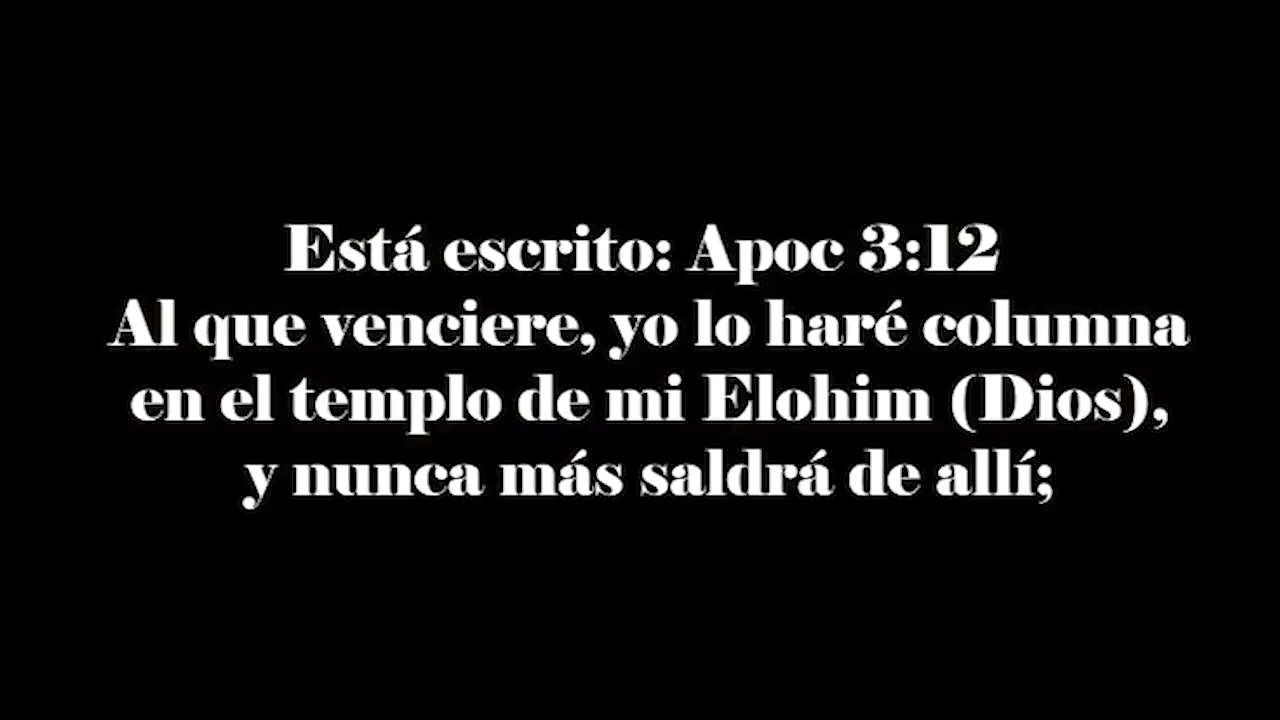 Está escrito: Apoc 3:12
Al que venciere, yo lo haré columna
en el templo de mi Elohim (Dios),
y nunca más saldrá de allí;